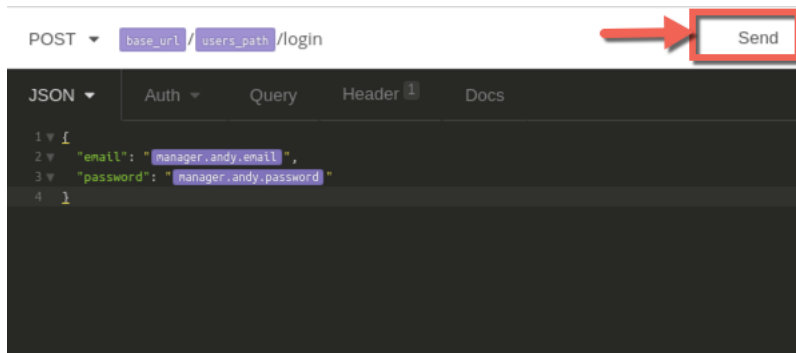 POST base_url / users_path /login Send
JSON Auth Query Header 1 Docs
1 {
2 "email": " manager.andy.email ",
3 "password": " manager.andy.password "
4 }